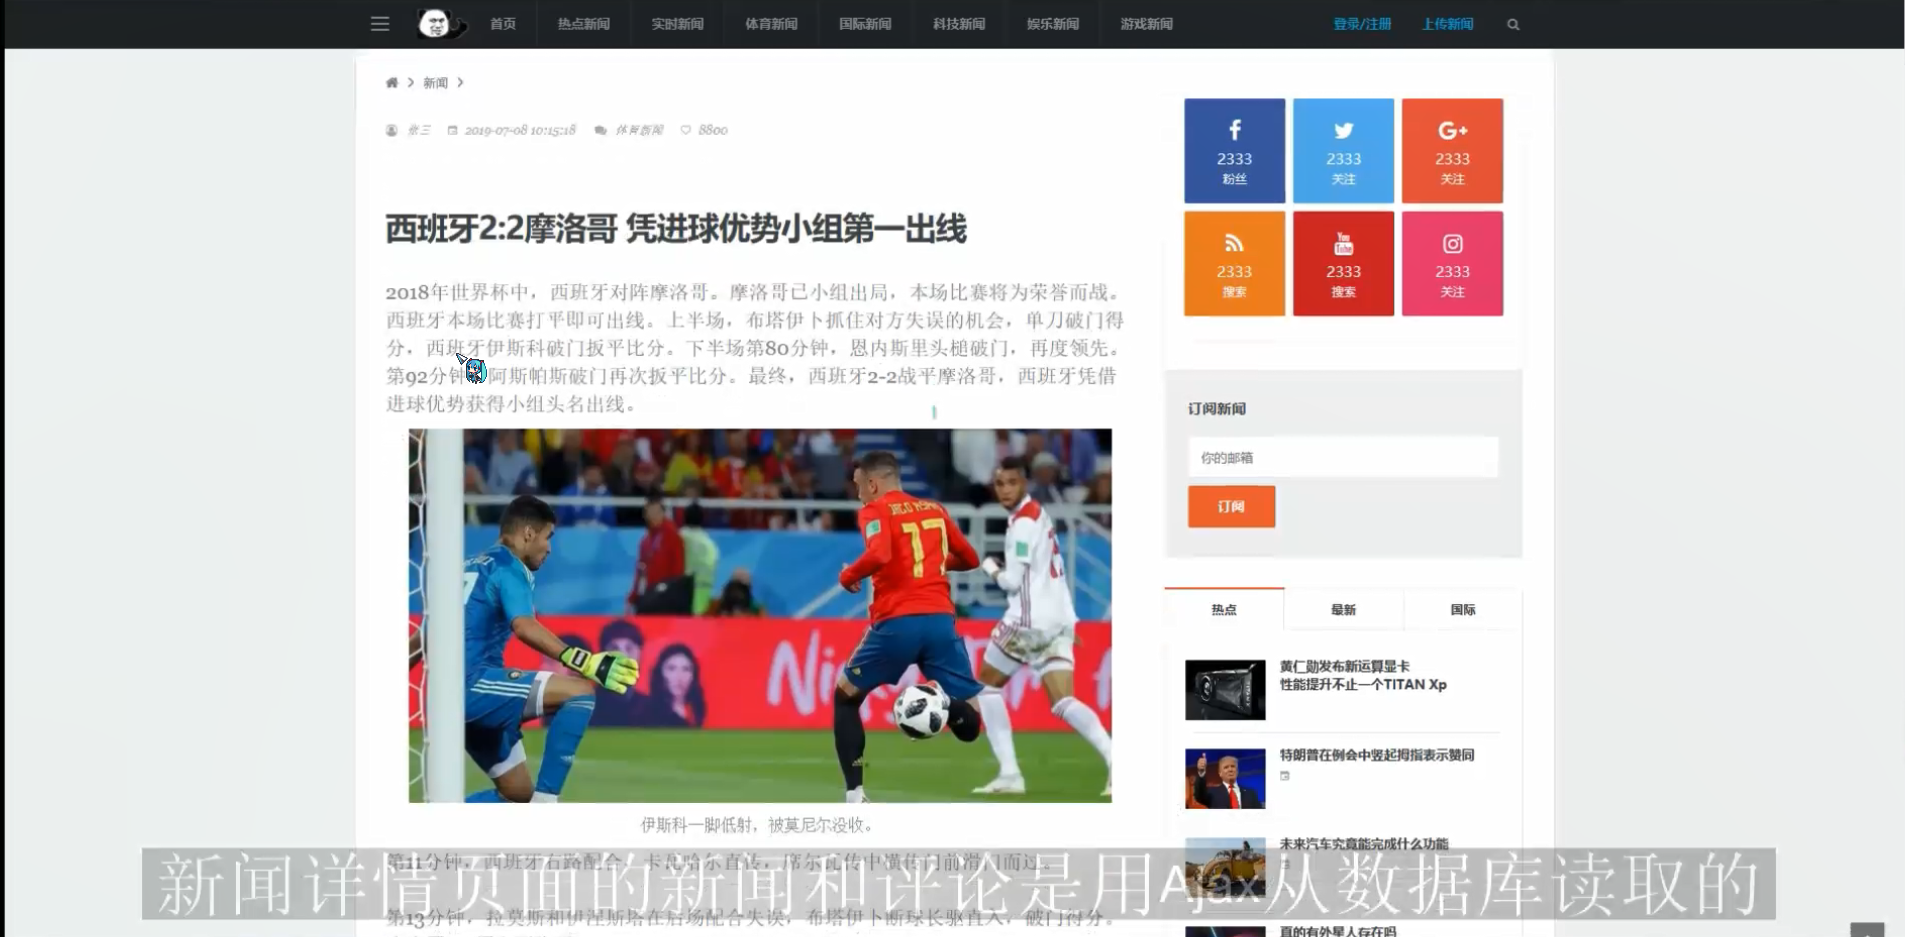 首页 热点新闻 实时新闻 体育新闻 国际新闻 科技新闻 娱乐新闻 游戏新闻 登录/注册 上传新闻
新闻
张三 2019-07-08 10:15:18 体育新闻 8800
西班牙2:2摩洛哥 凭进球优势小组第一出线
2018年世界杯中，西班牙对阵摩洛哥。摩洛哥已小组出局，本场比赛将为荣誉而战。
西班牙本场比赛打平即可出线。上半场，布塔伊卜抓住对方失误的机会，单刀破门得
分，西班牙伊斯科破门扳平比分。下半场第80分钟，恩内斯里头槌破门，再度领先。
第92分钟 阿斯帕斯破门再次扳平比分。最终，西班牙2-2战平摩洛哥，西班牙凭借
进球优势获得小组头名出线。
17
伊斯科一脚低射，被莫尼尔没收。
第11分钟，西班牙右路配合，卡瓦哈尔直传，席尔瓦传中横传门前滑门而过。
第13分钟，拉莫斯和伊涅斯塔在后场配合失误，布塔伊卜断球长驱直入，破门得分。
新闻详情页面的新闻和评论是用Ajax从数据库读取的
2333
粉丝
2333
关注
G+
2333
关注
2333
搜索
You
Tube
2333
搜索
2333
关注
订阅新闻
你的邮箱
订阅
热点 最新 国际
黄仁勋发布新运算显卡
性能提升不止一个TITAN Xp
特朗普在例会中竖起拇指表示赞同
未来汽车究竟能完成什么功能
真的有外星人存在吗